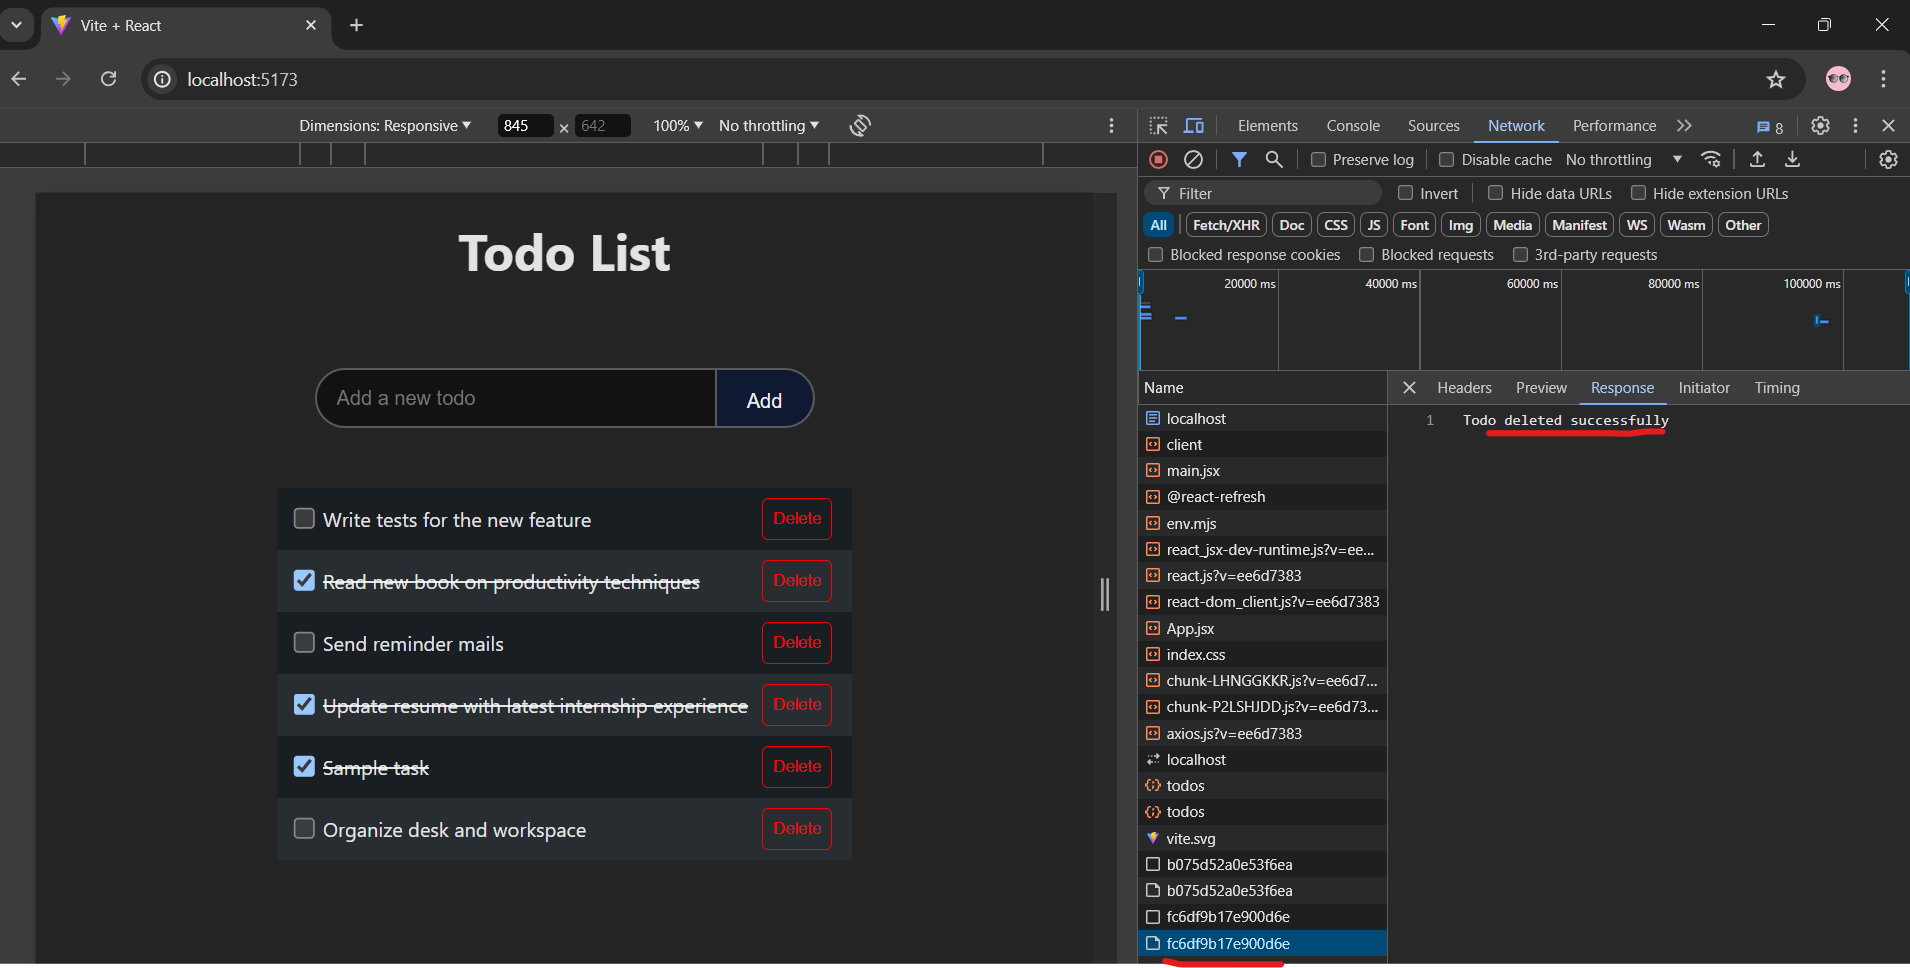 Vite + React
localhost:5173
Dimensions: Responsive 845 × 642 100% No throttling
Elements Console Sources Network Performance 8
Preserve log Disable cache No throttling
Filter Invert Hide data URLs Hide extension URLs
All Fetch/XHR Doc CSS JS Font Img Media Manifest WS Wasm Other
Blocked response cookies Blocked requests 3rd-party requests
20000 ms 40000 ms 60000 ms 80000 ms 100000 ms
Todo List
Add a new todo Add
Write tests for the new feature Delete
Read new book on productivity techniques Delete
Send reminder mails Delete
Update resume with latest internship experience Delete
Sample task Delete
Organize desk and workspace Delete
Name
localhost
client
main.jsx
@react-refresh
env.mjs
react_jsx-dev-runtime.js?v=ee...
react.js?v=ee6d7383
react-dom_client.js?v=ee6d7383
App.jsx
index.css
chunk-LHNGGKKR.js?v=ee6d7...
chunk-P2LSHJDD.js?v=ee6d73...
axios.js?v=ee6d7383
localhost
todos
todos
vite.svg
b075d52a0e53f6ea
b075d52a0e53f6ea
fc6df9b17e900d6e
fc6df9b17e900d6e
Headers Preview Response Initiator Timing
1 Todo deleted successfully